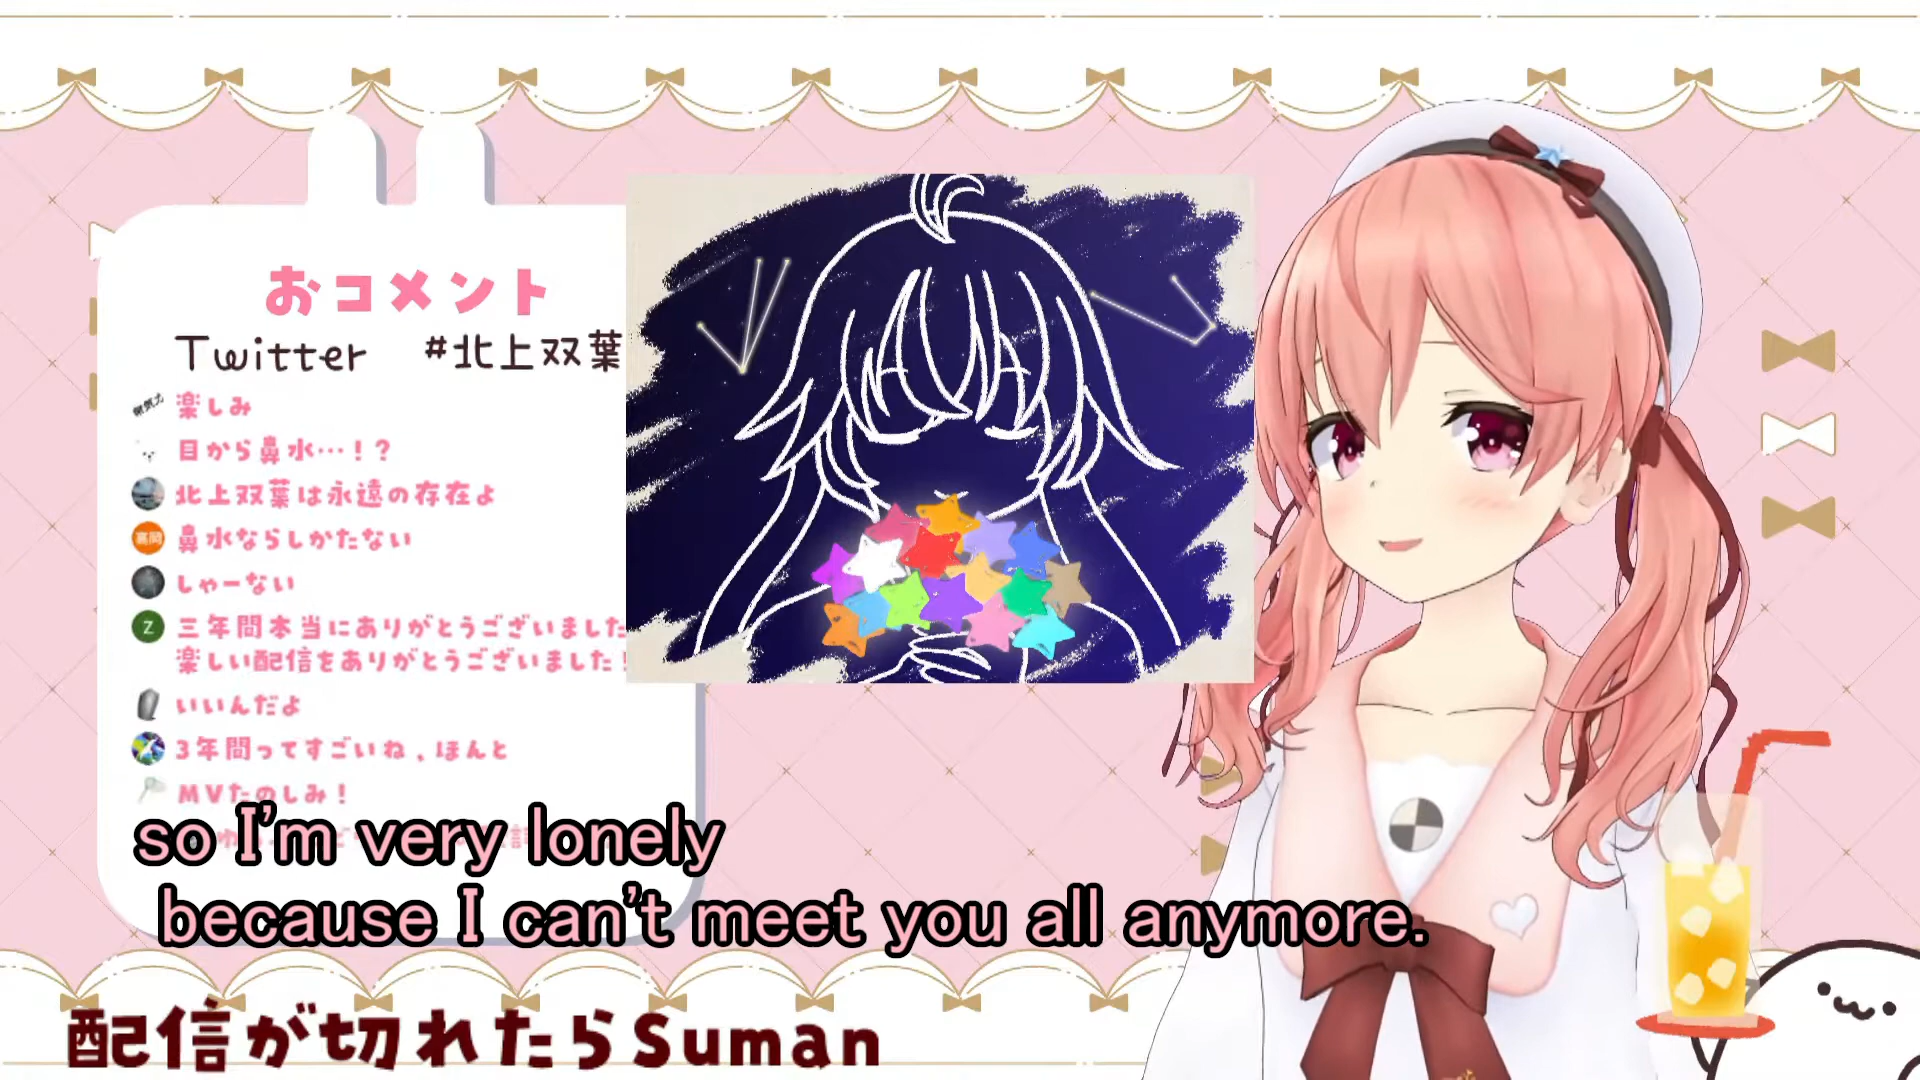 おコメント
Twitter #北上双葉
無気力 楽しみ
目から鼻水…！？
北上双葉は永遠の存在よ
高岡 鼻水ならしかたない
しゃーない
Z 三年間本当にありがとうございました
楽しい配信をありがとうございました！
いいんだよ
3年間ってすごいね、ほんと
MVたのしみ！
so I'm very lonely
because I can't meet you all anymore.
配信が切れたらSuman